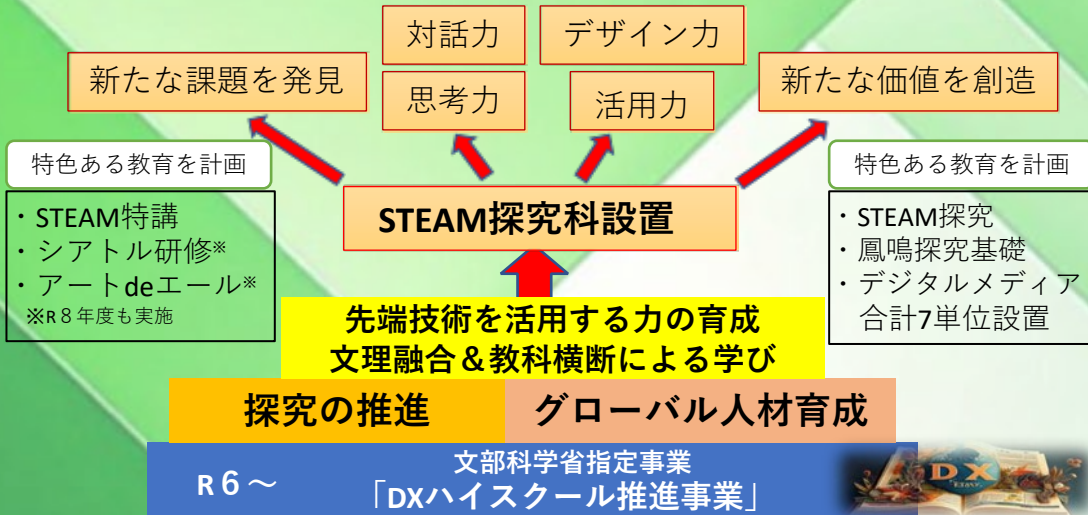 対話力
デザイン力
新たな課題を発見
思考力
活用力
新たな価値を創造
特色ある教育を計画
・STEAM特講
・シアトル研修※
・アートdeエール※
※R８年度も実施
STEAM探究科設置
特色ある教育を計画
・STEAM探究
・鳳鳴探究基礎
・デジタルメディア
合計7単位設置
先端技術を活用する力の育成
文理融合＆教科横断による学び
探究の推進
グローバル人材育成
R６～
文部科学省指定事業
「DXハイスクール推進事業」
DX